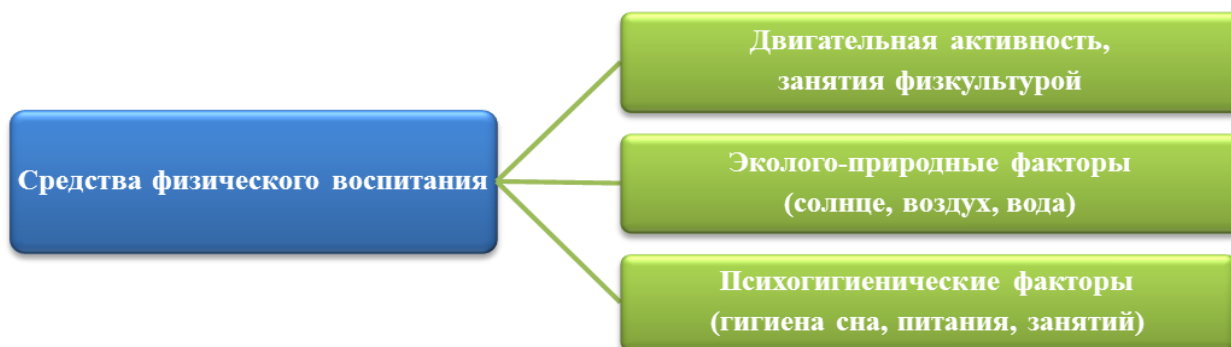 Средства физического воспитания
Двигательная активность,
занятия физкультурой
Эколого-природные факторы
(солнце, воздух, вода)
Психогигиенические факторы
(гигиена сна, питания, занятий)